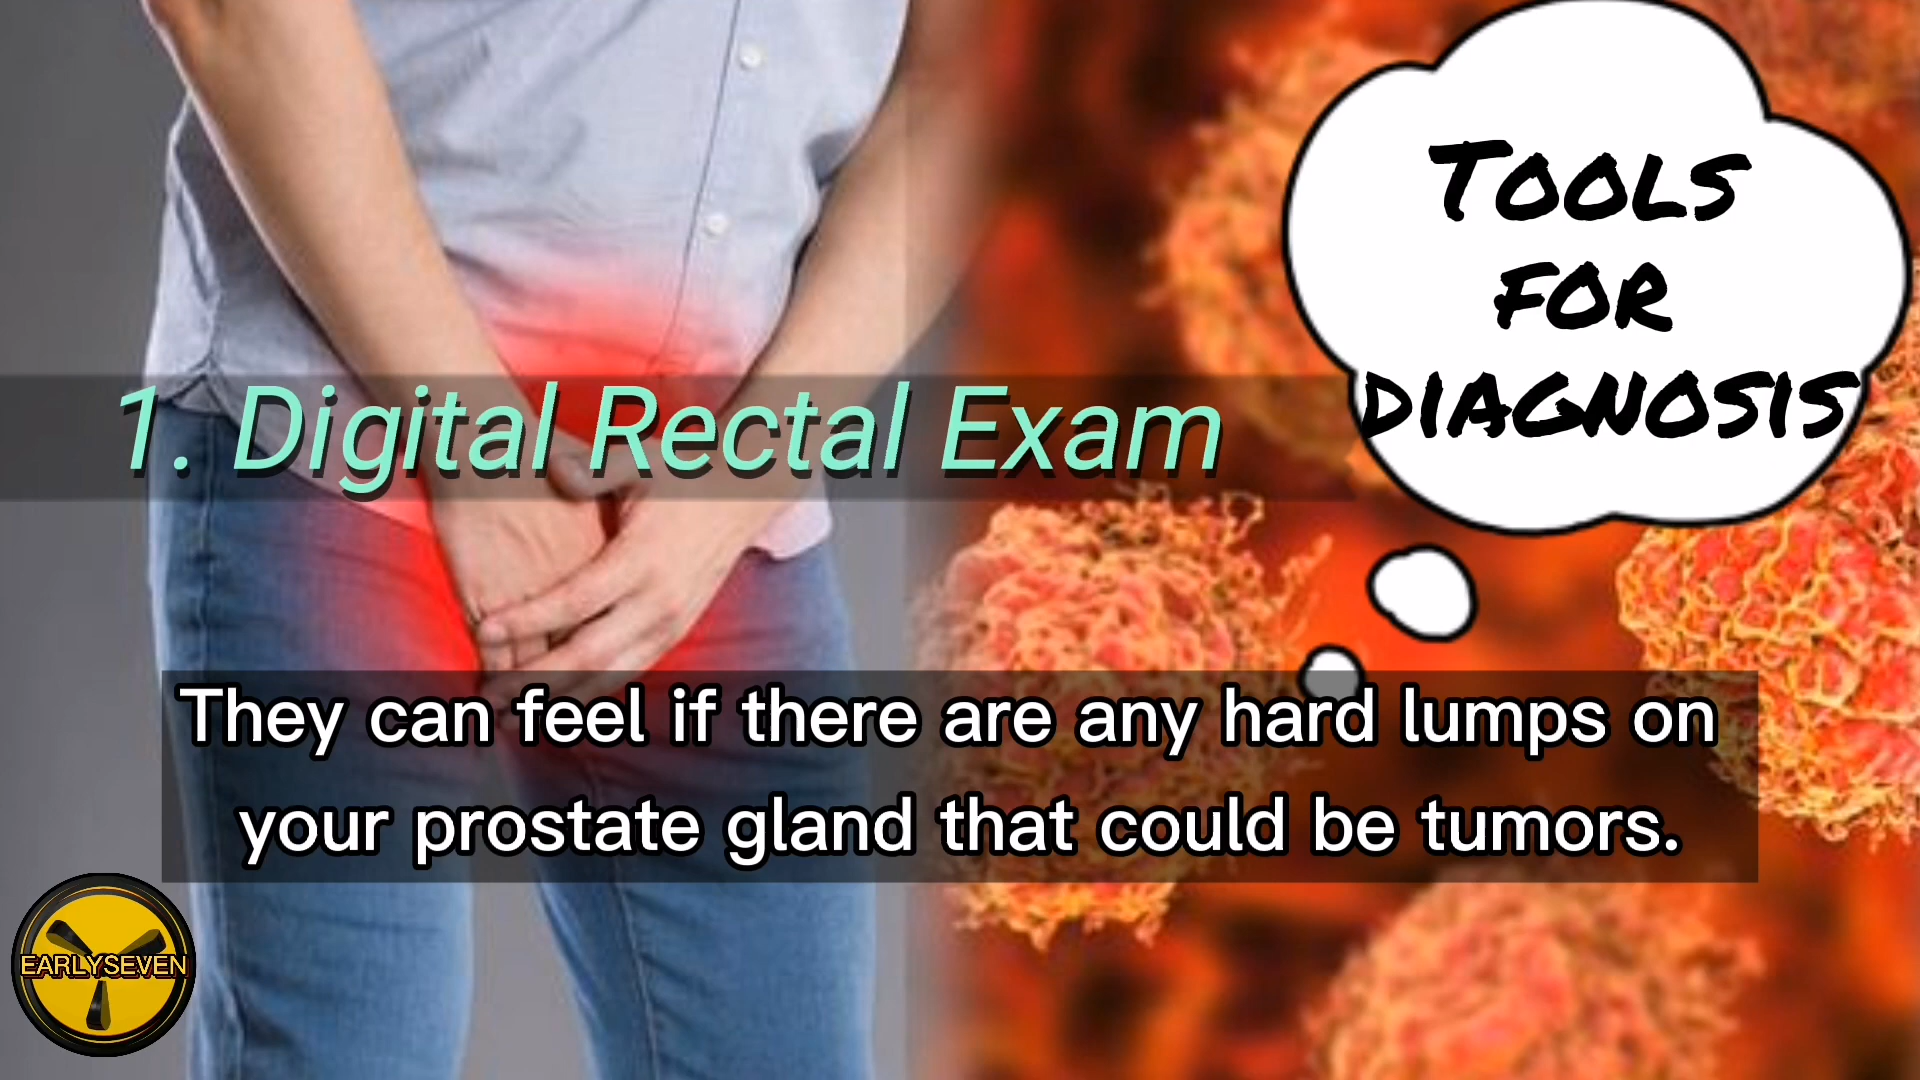 TOOLS
FOR
DIAGNOSIS
1. Digital Rectal Exam
They can feel if there are any hard lumps on
your prostate gland that could be tumors.
EARLYSEVEN